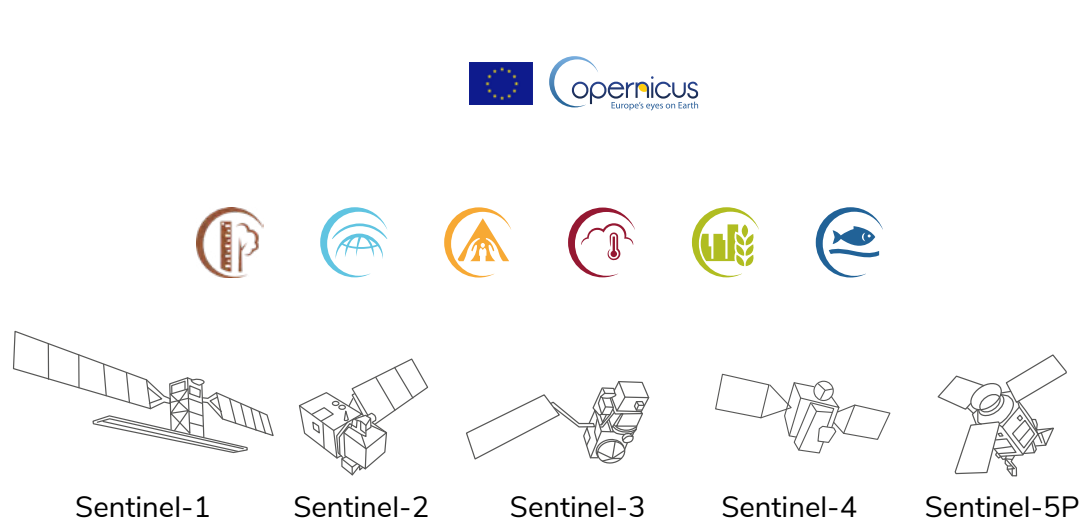 Copernicus
Europe's eyes on Earth
Sentinel-1
Sentinel-2
Sentinel-3
Sentinel-4
Sentinel-5P